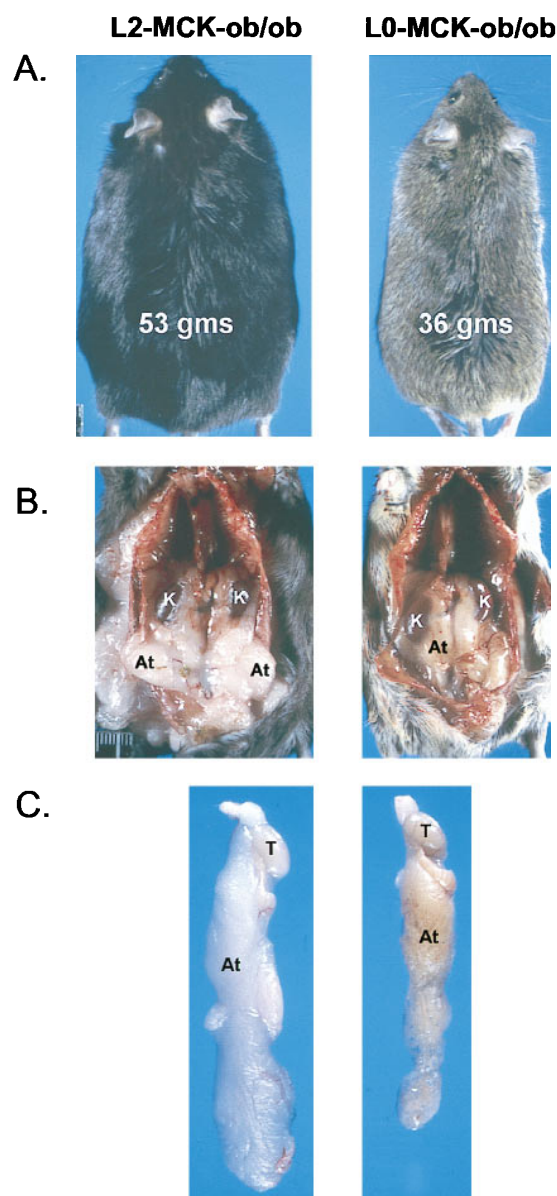 L2-MCK-ob/ob L0-MCK-ob/ob
A.
53 gms 36 gms
B.
K K K K
At At At
C.
T T
At At